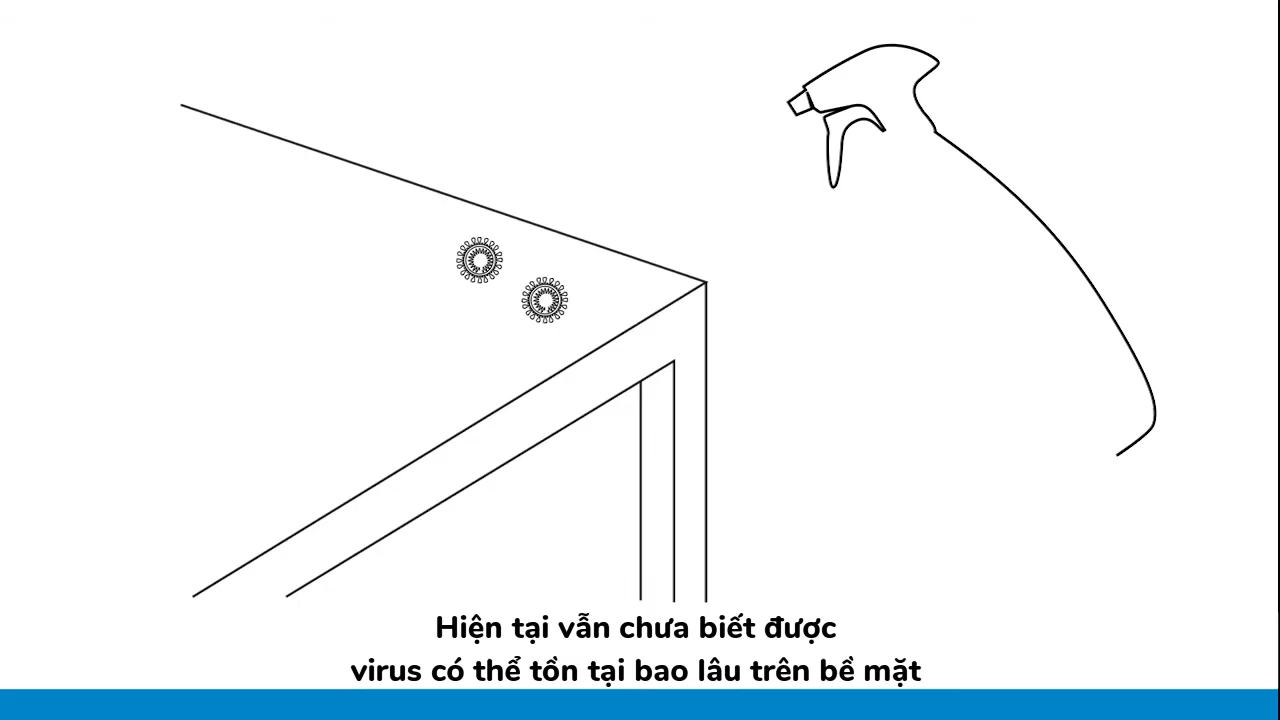 Hiện tại vẫn chưa biết được
virus có thể tồn tại bao lâu trên bề mặt